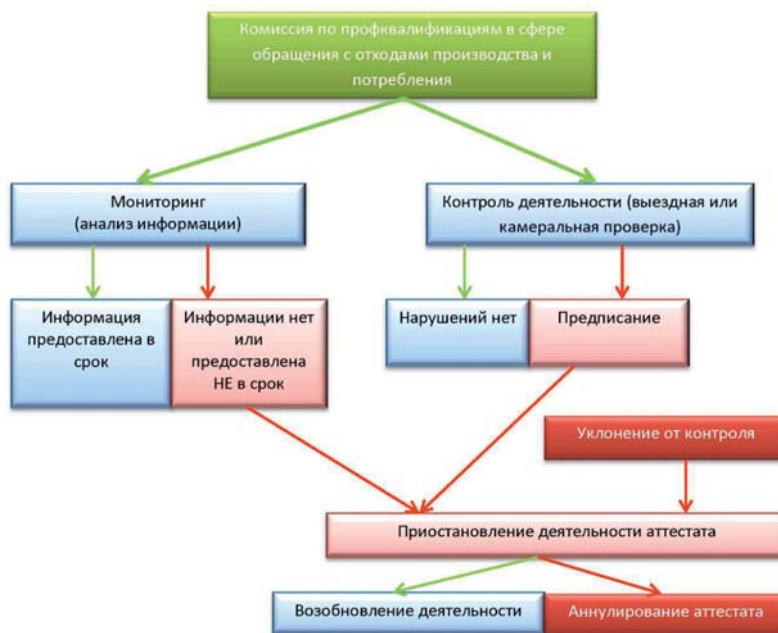 Комиссия по профквалификациям в сфере
обращения с отходами производства и
потребления
Мониторинг
(анализ информации)
Контроль деятельности (выездная или
камеральная проверка)
Информация
предоставлена в
срок
Информации нет
или
предоставлена
НЕ в срок
Нарушений нет
Предписание
Уклонение от контроля
Приостановление деятельности аттестата
Возобновление деятельности
Аннулирование аттестата